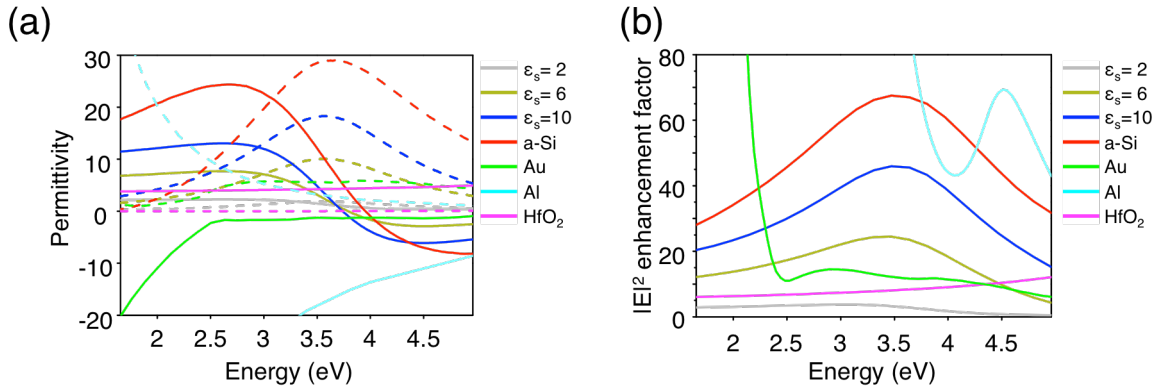 (a)
30
20
10
0
-10
-20
Permittivity
2
2.5
3
3.5
4
4.5
Energy (eV)
εs= 2
εs= 6
εs=10
a-Si
Au
Al
HfO2
(b)
80
60
40
20
0
|E|² enhancement factor
2
2.5
3
3.5
4
4.5
Energy (eV)
εs= 2
εs= 6
εs=10
a-Si
Au
Al
HfO2